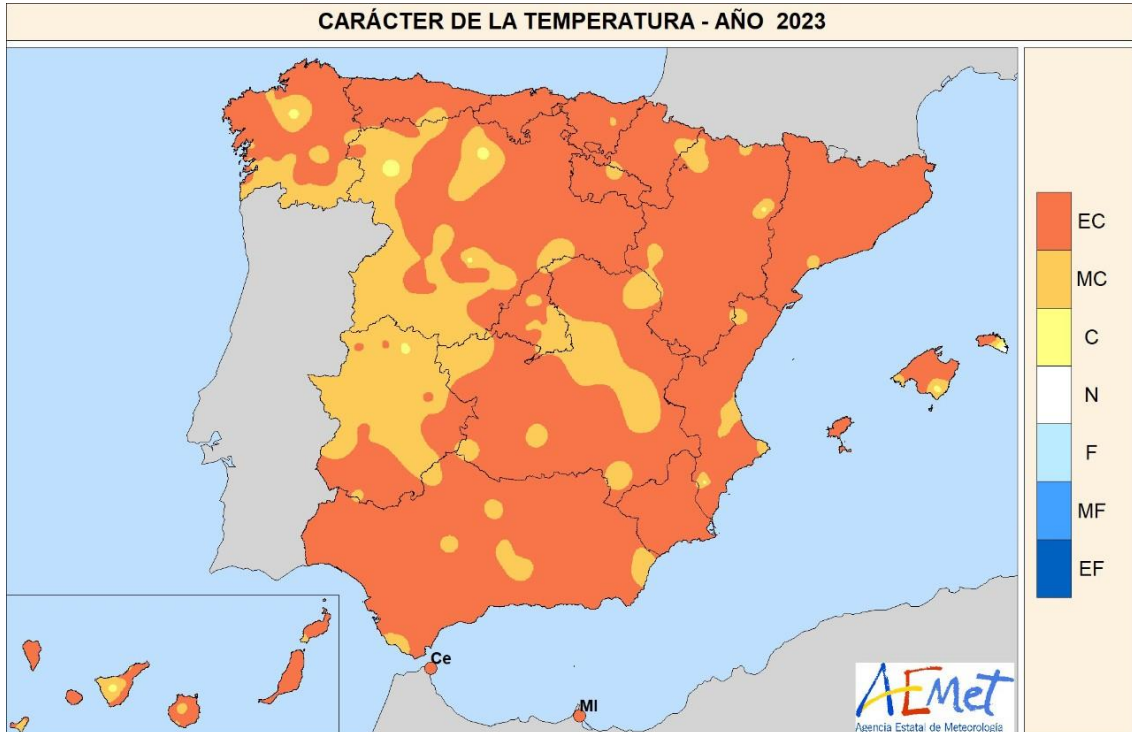 CARÁCTER DE LA TEMPERATURA - AÑO 2023
EC
MC
C
N
F
MF
EF
Ce
Ml
AEMet
Agencia Estatal de Meteorología